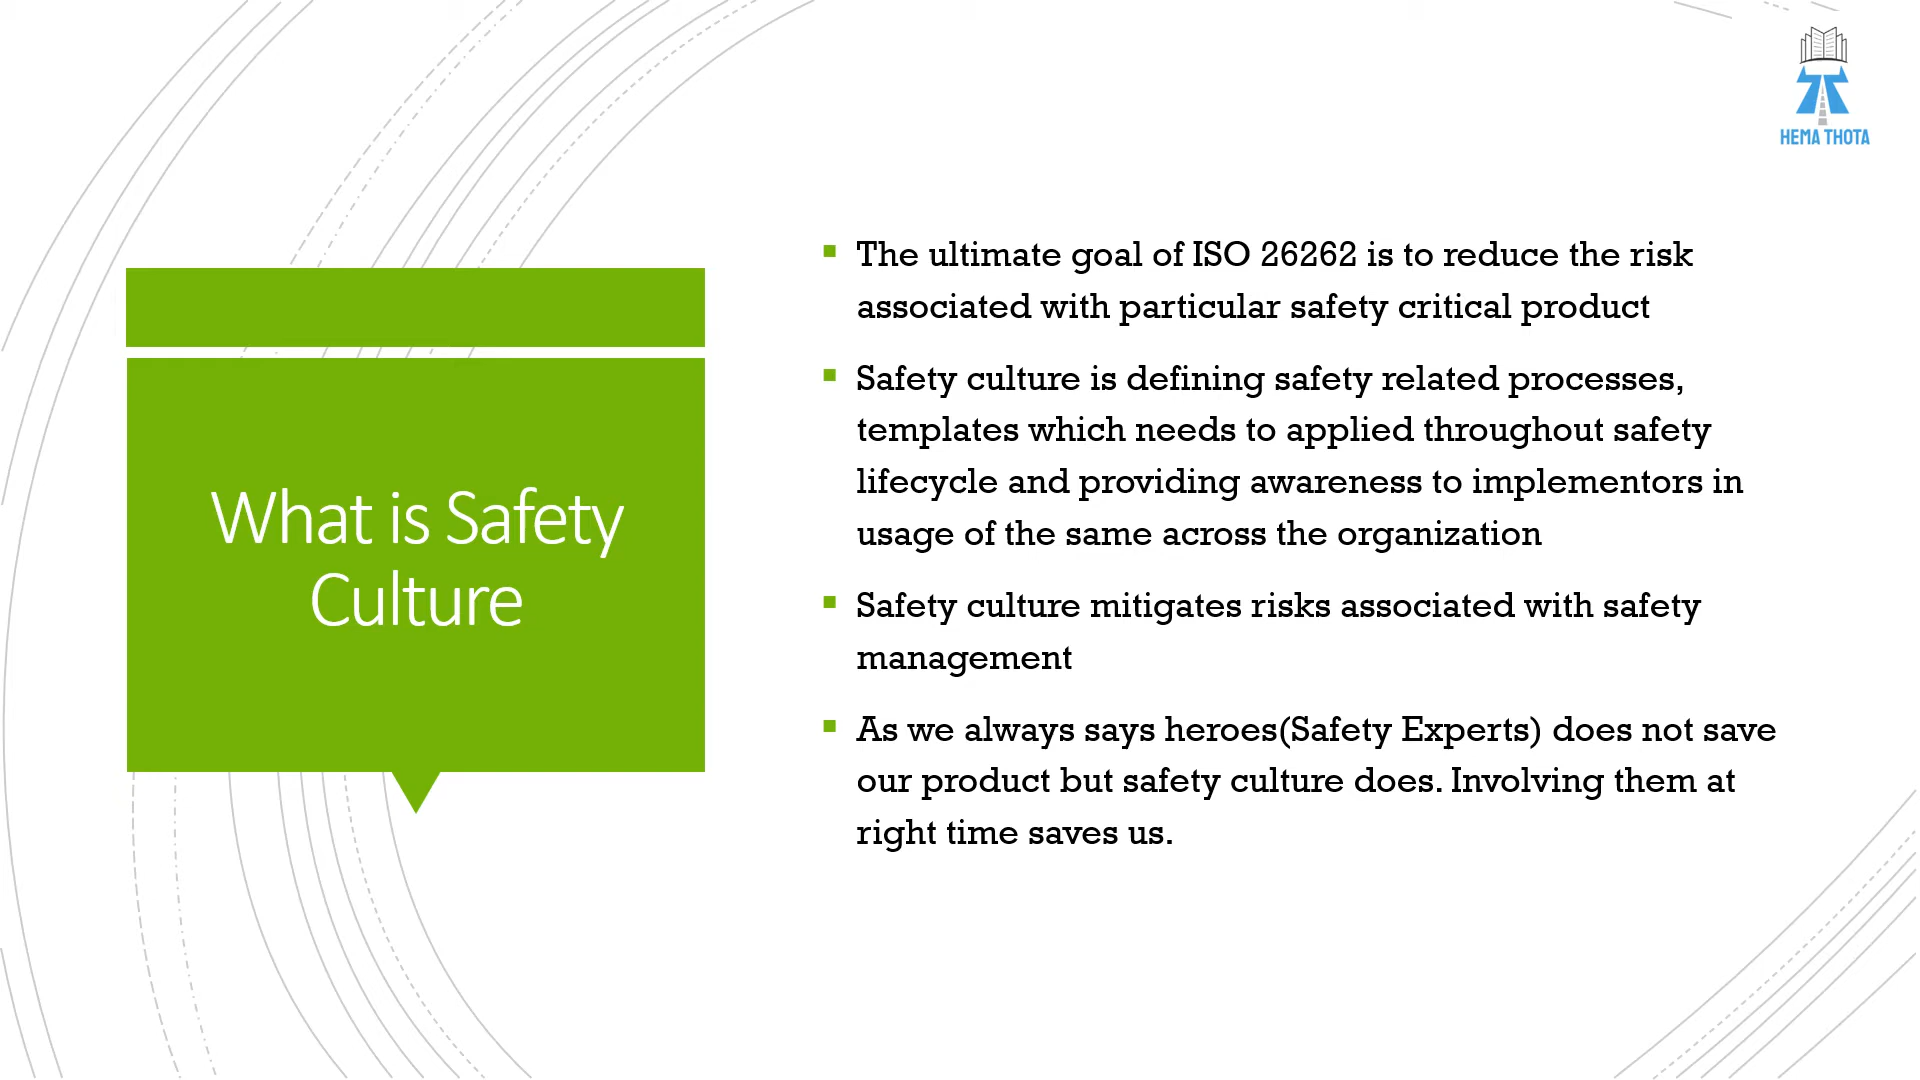 HEMA THOTA
What is Safety
Culture
▪ The ultimate goal of ISO 26262 is to reduce the risk
associated with particular safety critical product
▪ Safety culture is defining safety related processes,
templates which needs to applied throughout safety
lifecycle and providing awareness to implementors in
usage of the same across the organization
▪ Safety culture mitigates risks associated with safety
management
▪ As we always says heroes(Safety Experts) does not save
our product but safety culture does. Involving them at
right time saves us.